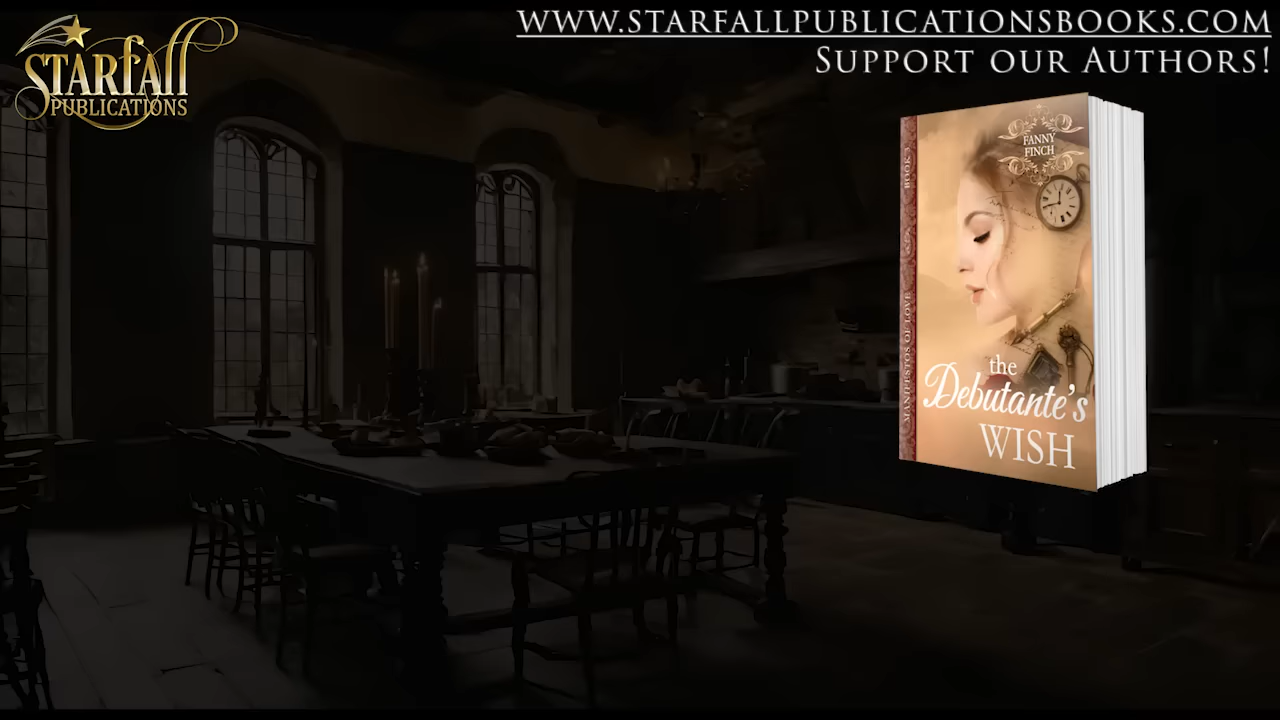 WWW.STARFALLPUBLICATIONSBOOKS.COM
SUPPORT OUR AUTHORS!
STARfall
PUBLICATIONS
FANNY
FINCH
BOOK 3
MANIFESTOS OF LOVE
the
Debutante's
WISH